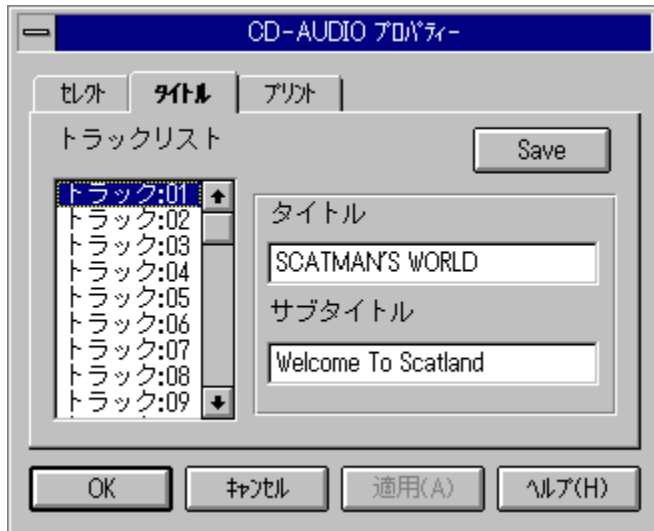 CD-AUDIO ﾌﾟﾛﾊﾟﾃｨｰ
ｾﾚｸﾄ ﾀｲﾄﾙ ﾌﾟﾘﾝﾄ
トラックリスト
Save
トラック:01
トラック:02
トラック:03
トラック:04
トラック:05
トラック:06
トラック:07
トラック:08
トラック:09
タイトル
SCATMAN'S WORLD
サブタイトル
Welcome To Scatland
OK ｷｬﾝｾﾙ 適用(A) ﾍﾙﾌﾟ(H)